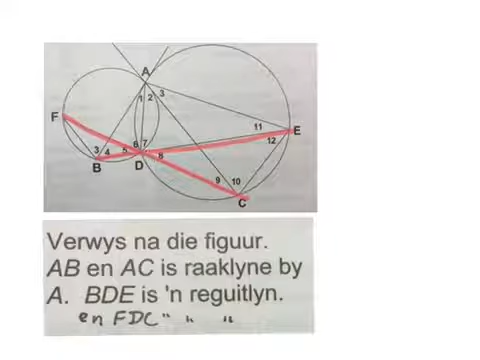 A
1 2 3
F
11
E
12
3 4 5 6 7
B
D 8
9 10
C
Verwys na die figuur.
AB en AC is raaklyne by
A. BDE is 'n reguitlyn.
en FDC " " "